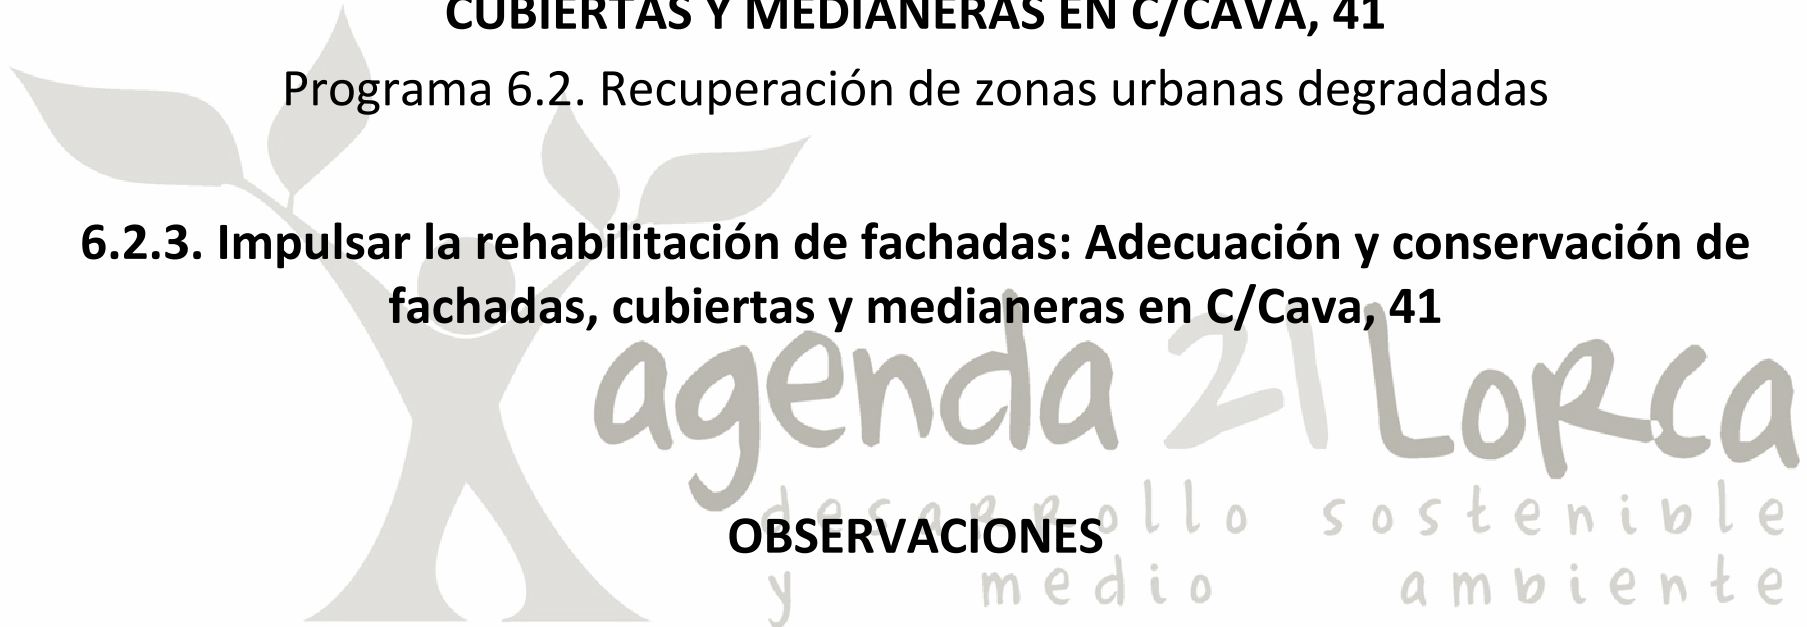 CUBIERTAS Y MEDIANERAS EN C/CAVA, 41
Programa 6.2. Recuperación de zonas urbanas degradadas
6.2.3. Impulsar la rehabilitación de fachadas: Adecuación y conservación de
fachadas, cubiertas y medianeras en C/Cava, 41
agenda 21 Lorca
desarrollo sostenible
OBSERVACIONES
y medio ambiente